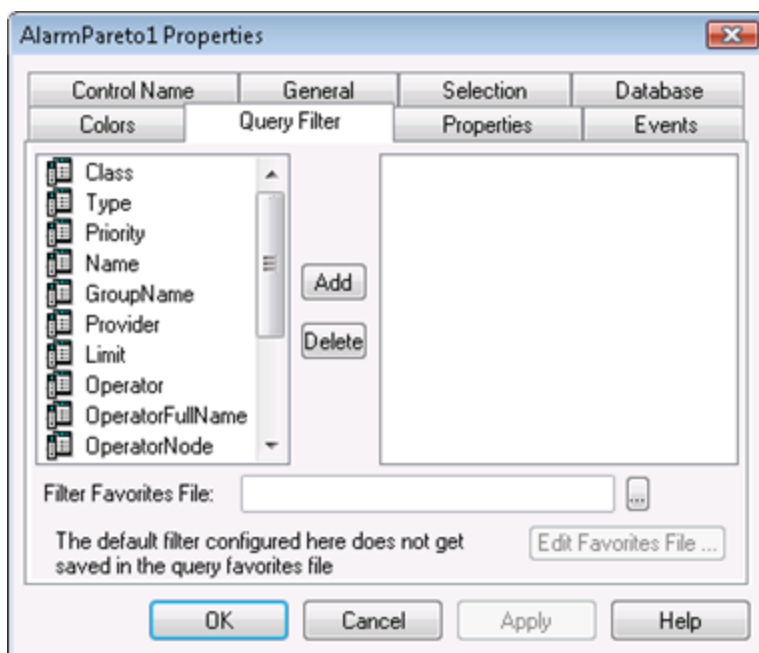 AlarmPareto1 Properties
Control Name General Selection Database
Colors Query Filter Properties Events
Class
Type
Priority
Name
GroupName
Provider
Limit
Operator
OperatorFullName
OperatorNode
Add
Delete
Filter Favorites File:
...
The default filter configured here does not get
saved in the query favorites file
Edit Favorites File ...
OK Cancel Apply Help